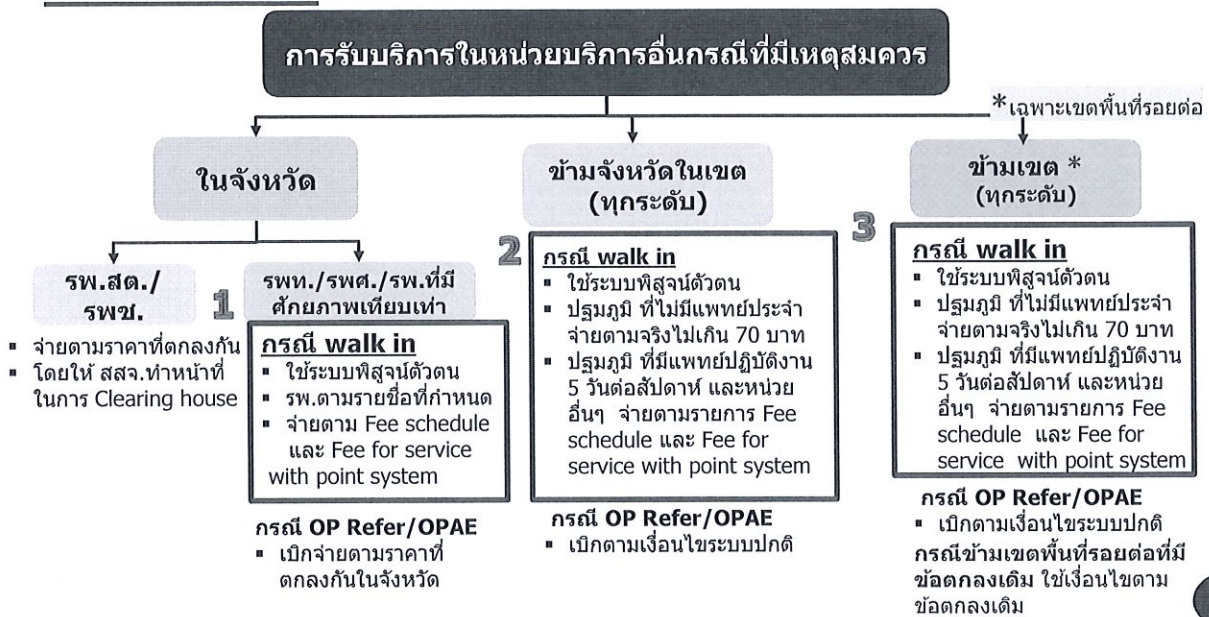 การรับบริการในหน่วยบริการอื่นกรณีที่มีเหตุสมควร
*เฉพาะเขตพื้นที่รอยต่อ
ในจังหวัด
รพ.สต./
รพช.
▪ จ่ายตามราคาที่ตกลงกัน
▪ โดยให้ สสจ.ทำหน้าที่
ในการ Clearing house
1
รพท./รพศ./รพ.ที่มี
ศักยภาพเทียบเท่า
กรณี walk in
▪ ใช้ระบบพิสูจน์ตัวตน
▪ รพ.ตามรายชื่อที่กำหนด
▪ จ่ายตาม Fee schedule
และ Fee for service
with point system
กรณี OP Refer/OPAE
▪ เบิกจ่ายตามราคาที่
ตกลงกันในจังหวัด
ข้ามจังหวัดในเขต
(ทุกระดับ)
2
กรณี walk in
▪ ใช้ระบบพิสูจน์ตัวตน
▪ ปฐมภูมิ ที่ไม่มีแพทย์ประจำ
จ่ายตามจริงไม่เกิน 70 บาท
▪ ปฐมภูมิ ที่มีแพทย์ปฏิบัติงาน
5 วันต่อสัปดาห์ และหน่วย
อื่นๆ จ่ายตามรายการ Fee
schedule และ Fee for
service with point system
กรณี OP Refer/OPAE
▪ เบิกตามเงื่อนไขระบบปกติ
ข้ามเขต *
(ทุกระดับ)
3
กรณี walk in
▪ ใช้ระบบพิสูจน์ตัวตน
▪ ปฐมภูมิ ที่ไม่มีแพทย์ประจำ
จ่ายตามจริงไม่เกิน 70 บาท
▪ ปฐมภูมิ ที่มีแพทย์ปฏิบัติงาน
5 วันต่อสัปดาห์ และหน่วย
อื่นๆ จ่ายตามรายการ Fee
schedule และ Fee for
service with point system
กรณี OP Refer/OPAE
▪ เบิกตามเงื่อนไขระบบปกติ
กรณีข้ามเขตพื้นที่รอยต่อที่มี
ข้อตกลงเดิม ใช้เงื่อนไขตาม
ข้อตกลงเดิม